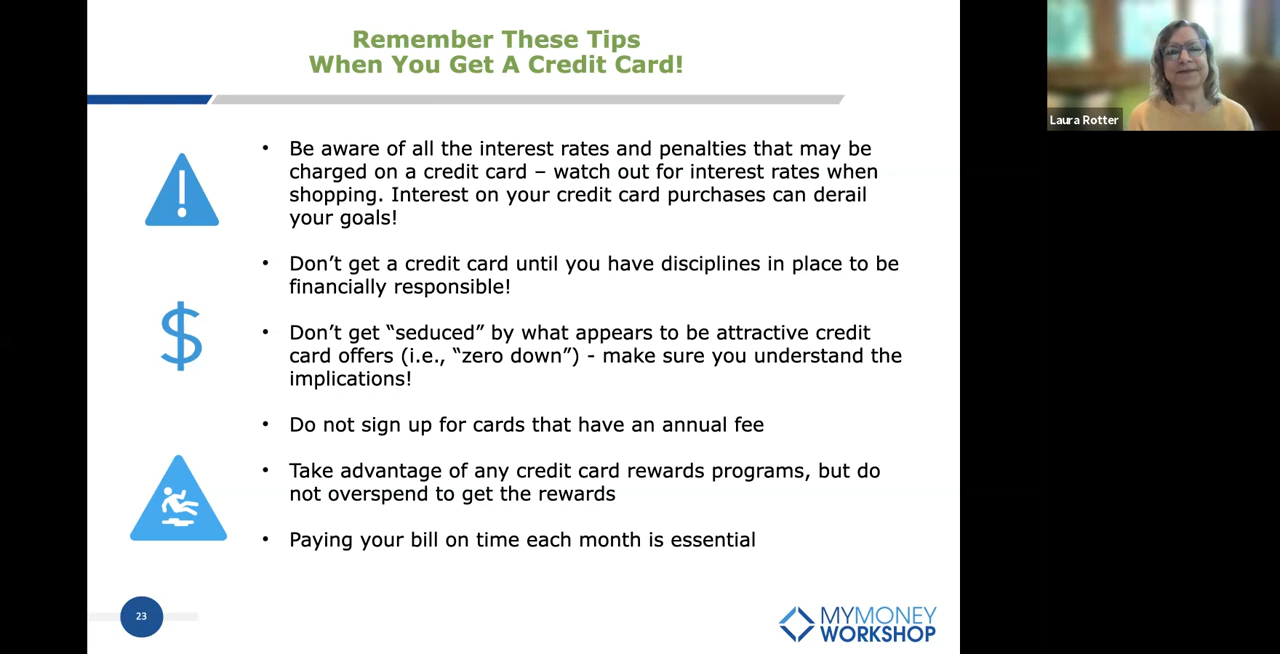 Remember These Tips
When You Get A Credit Card!
Laura Rotter
• Be aware of all the interest rates and penalties that may be
charged on a credit card – watch out for interest rates when
shopping. Interest on your credit card purchases can derail
your goals!
• Don’t get a credit card until you have disciplines in place to be
financially responsible!
• Don’t get “seduced” by what appears to be attractive credit
card offers (i.e., “zero down”) - make sure you understand the
implications!
• Do not sign up for cards that have an annual fee
• Take advantage of any credit card rewards programs, but do
not overspend to get the rewards
• Paying your bill on time each month is essential
23
MYMONEY
WORKSHOP